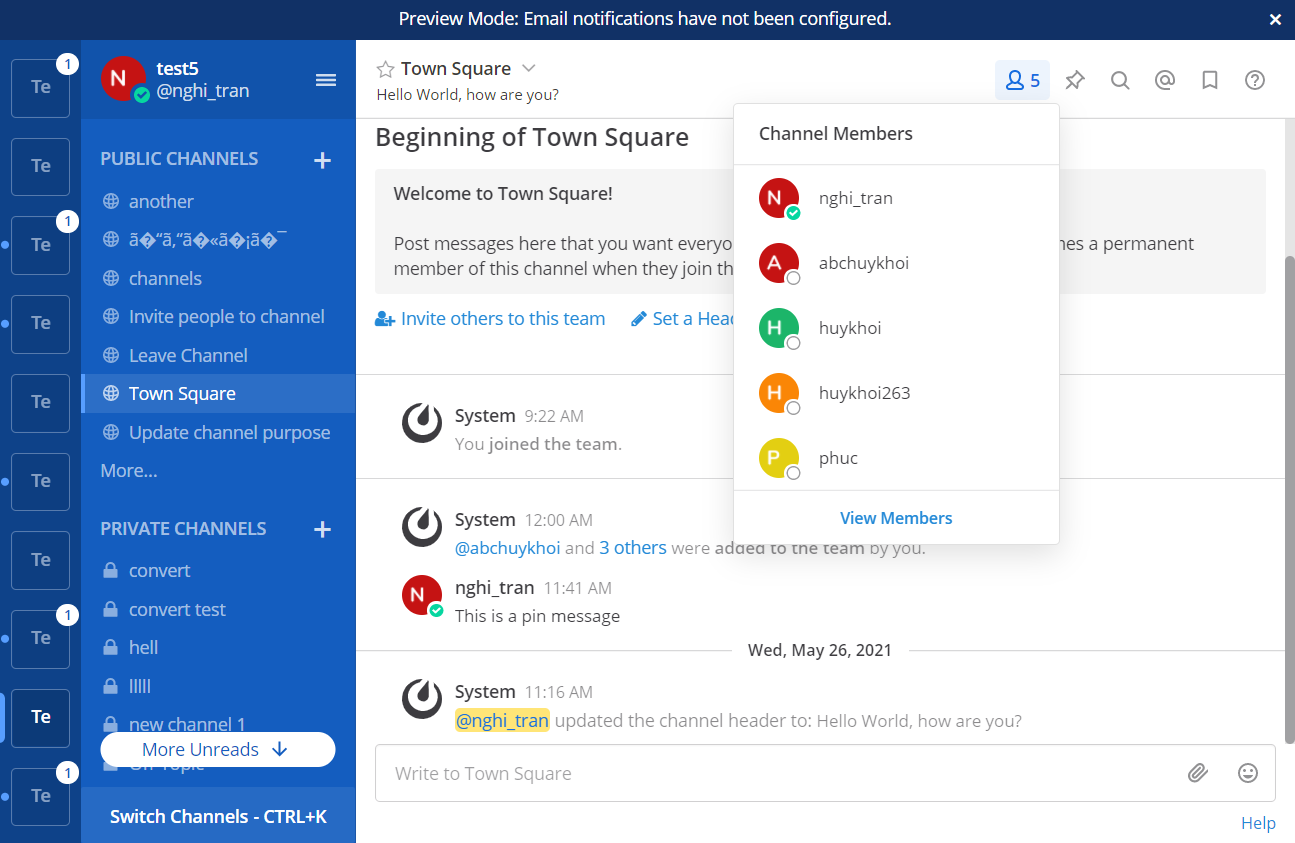 Preview Mode: Email notifications have not been configured.
Te
1
Te
Te
1
Te
Te
Te
Te
Te
1
Te
Te
1
N
test5
@nghi_tran
PUBLIC CHANNELS
another
channels
Invite people to channel
Leave Channel
Town Square
Update channel purpose
More...
PRIVATE CHANNELS
convert
convert test
hell
lllll
new channel 1
More Unreads
Off-Topic
Switch Channels - CTRL+K
Town Square
Hello World, how are you?
5
Beginning of Town Square
Welcome to Town Square!
Post messages here that you want everyo
nes a permanent
member of this channel when they join th
Invite others to this team
Set a Head
System 9:22 AM
You joined the team.
System 12:00 AM
@abchuykhoi and 3 others were added to the team by you.
N
nghi_tran 11:41 AM
This is a pin message
Wed, May 26, 2021
System 11:16 AM
@nghi_tran updated the channel header to: Hello World, how are you?
Write to Town Square
Help
Channel Members
N
nghi_tran
A
abchuykhoi
H
huykhoi
H
huykhoi263
P
phuc
View Members